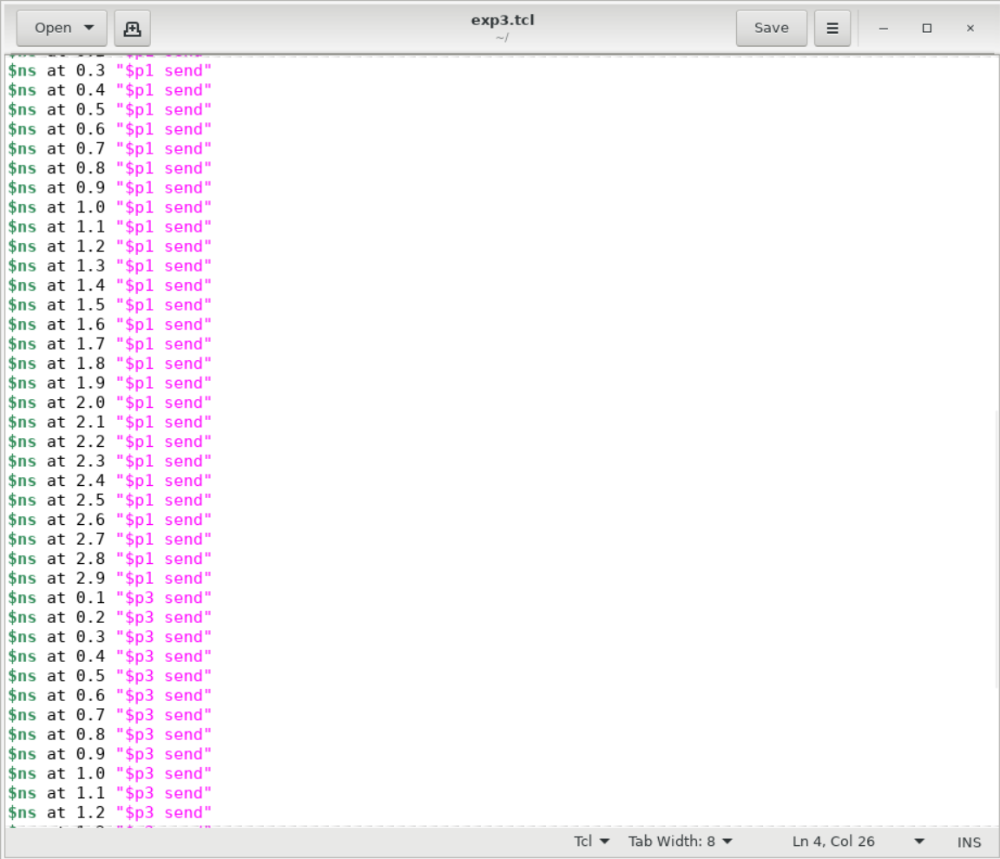 Open
exp3.tcl
~/
Save
$ns at 0.3 "$p1 send"
$ns at 0.4 "$p1 send"
$ns at 0.5 "$p1 send"
$ns at 0.6 "$p1 send"
$ns at 0.7 "$p1 send"
$ns at 0.8 "$p1 send"
$ns at 0.9 "$p1 send"
$ns at 1.0 "$p1 send"
$ns at 1.1 "$p1 send"
$ns at 1.2 "$p1 send"
$ns at 1.3 "$p1 send"
$ns at 1.4 "$p1 send"
$ns at 1.5 "$p1 send"
$ns at 1.6 "$p1 send"
$ns at 1.7 "$p1 send"
$ns at 1.8 "$p1 send"
$ns at 1.9 "$p1 send"
$ns at 2.0 "$p1 send"
$ns at 2.1 "$p1 send"
$ns at 2.2 "$p1 send"
$ns at 2.3 "$p1 send"
$ns at 2.4 "$p1 send"
$ns at 2.5 "$p1 send"
$ns at 2.6 "$p1 send"
$ns at 2.7 "$p1 send"
$ns at 2.8 "$p1 send"
$ns at 2.9 "$p1 send"
$ns at 0.1 "$p3 send"
$ns at 0.2 "$p3 send"
$ns at 0.3 "$p3 send"
$ns at 0.4 "$p3 send"
$ns at 0.5 "$p3 send"
$ns at 0.6 "$p3 send"
$ns at 0.7 "$p3 send"
$ns at 0.8 "$p3 send"
$ns at 0.9 "$p3 send"
$ns at 1.0 "$p3 send"
$ns at 1.1 "$p3 send"
$ns at 1.2 "$p3 send"
Tcl Tab Width: 8 Ln 4, Col 26 INS